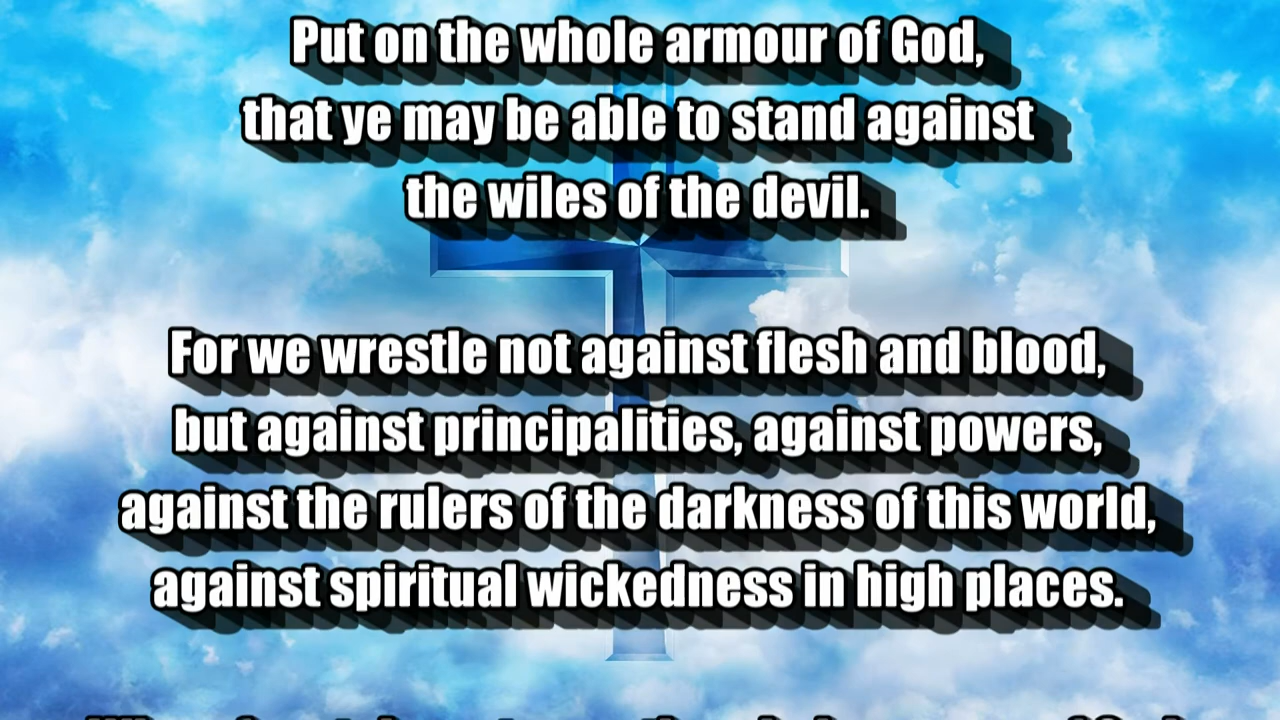 Put on the whole armour of God,
that ye may be able to stand against
the wiles of the devil.
For we wrestle not against flesh and blood,
but against principalities, against powers,
against the rulers of the darkness of this world,
against spiritual wickedness in high places.